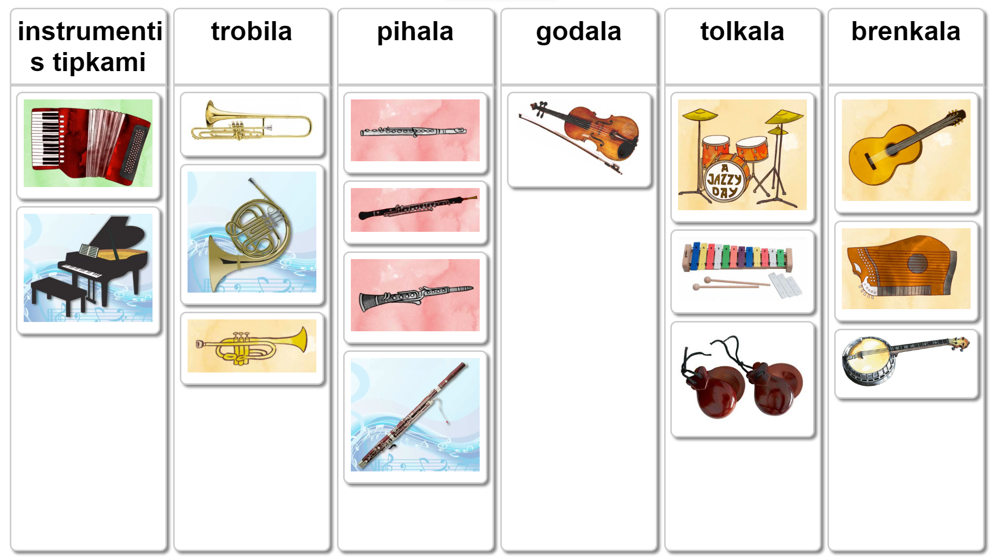 instrumenti
s tipkami
trobila
pihala
godala
tolkala
brenkala
A
JAZZY
DAY